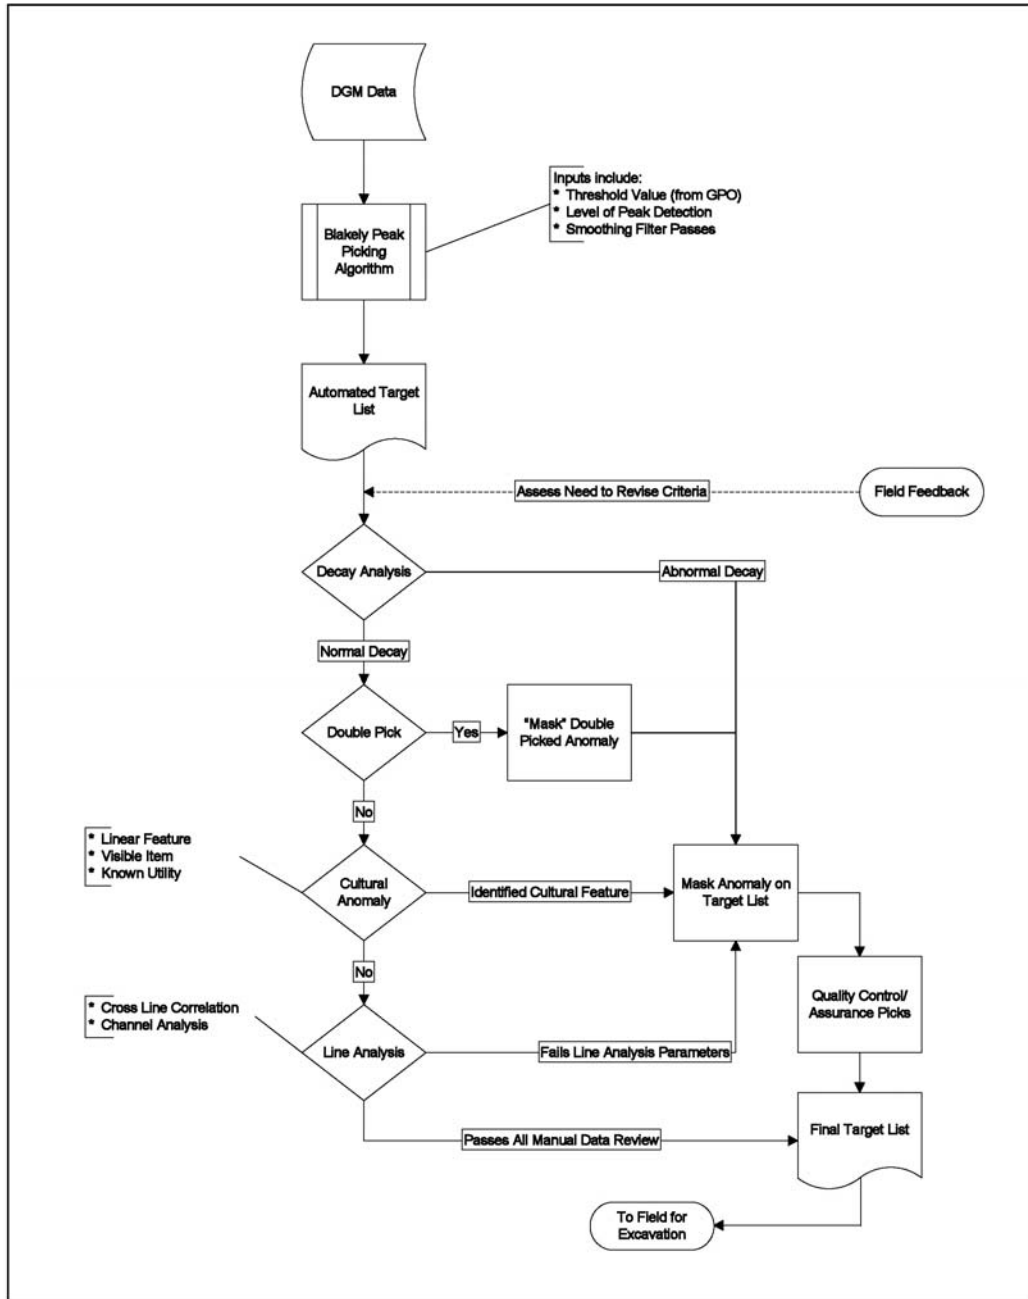 DGM Data
Inputs include:
* Threshold Value (from GPO)
* Level of Peak Detection
* Smoothing Filter Passes
Blakely Peak
Picking
Algorithm
Automated Target
List
Assess Need to Revise Criteria
Field Feedback
Decay Analysis
Abnormal Decay
Normal Decay
Double Pick
Yes
"Mask" Double
Picked Anomaly
No
* Linear Feature
* Visible Item
* Known Utility
Cultural
Anomaly
Identified Cultural Feature
Mask Anomaly on
Target List
No
* Cross Line Correlation
* Channel Analysis
Quality Control/
Assurance Picks
Line Analysis
Fails Line Analysis Parameters
Passes All Manual Data Review
Final Target List
To Field for
Excavation